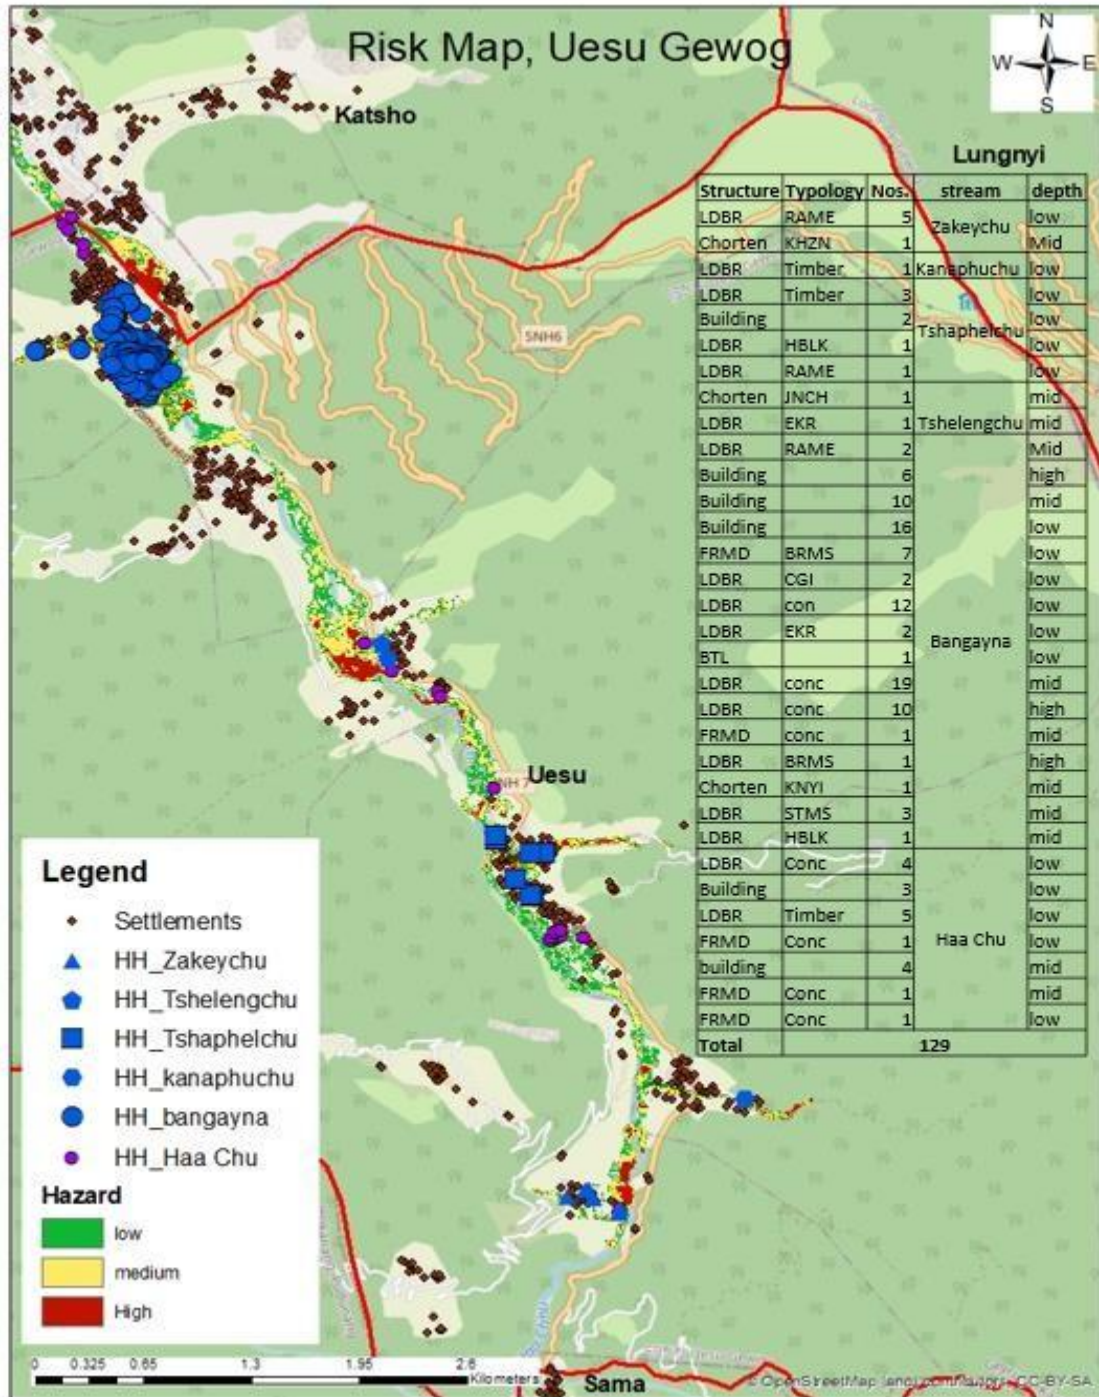 Risk Map, Uesu Gewog
N
W E
S
Katsho
Lungnyi
Structure Typology Nos. stream depth
LDBR RAME 5 Zakeychu low
Chorten KHZN 1 Mid
LDBR Timber 1 Kanaphuchu low
LDBR Timber 3 Tshaphelchu low
Building 2 low
LDBR HBLK 1 low
LDBR RAME 1 low
Chorten JNCH 1 Tshelengchu mid
LDBR EKR 1 mid
LDBR RAME 2 Mid
Building 6 Bangayna high
Building 10 mid
Building 16 low
FRMD BRMS 7 low
LDBR CGI 2 low
LDBR con 12 low
LDBR EKR 2 low
BTL 1 low
LDBR conc 19 mid
LDBR conc 10 high
FRMD conc 1 mid
LDBR BRMS 1 high
Chorten KNYI 1 mid
LDBR STMS 3 mid
LDBR HBLK 1 mid
LDBR Conc 4 Haa Chu low
Building 3 low
LDBR Timber 5 low
FRMD Conc 1 low
building 4 mid
FRMD Conc 1 mid
FRMD Conc 1 low
Total 129
SNH6
Uesu
NH 7
Legend
Settlements
HH_Zakeychu
HH_Tshelengchu
HH_Tshaphelchu
HH_kanaphuchu
HH_bangayna
HH_Haa Chu
Hazard
low
medium
High
0 0.325 0.65 1.3 1.95 2.6
Kilometers
Sama
© OpenStreetMap (and) contributors, CC-BY-SA